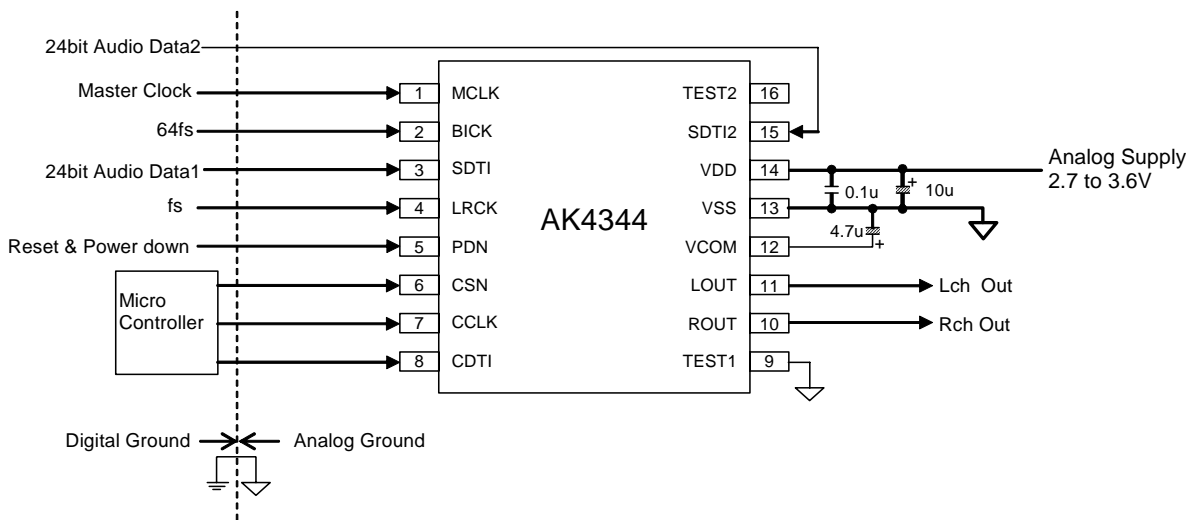 24bit Audio Data2
Master Clock
64fs
24bit Audio Data1
fs
Reset & Power down
Micro
Controller
1 MCLK
2 BICK
3 SDTI
4 LRCK
5 PDN
6 CSN
7 CCLK
8 CDTI
AK4344
TEST2 16
SDTI2 15
VDD 14
VSS 13
VCOM 12
LOUT 11
ROUT 10
TEST1 9
0.1u
+ 10u
4.7u +
Analog Supply
2.7 to 3.6V
Lch Out
Rch Out
Digital Ground
Analog Ground